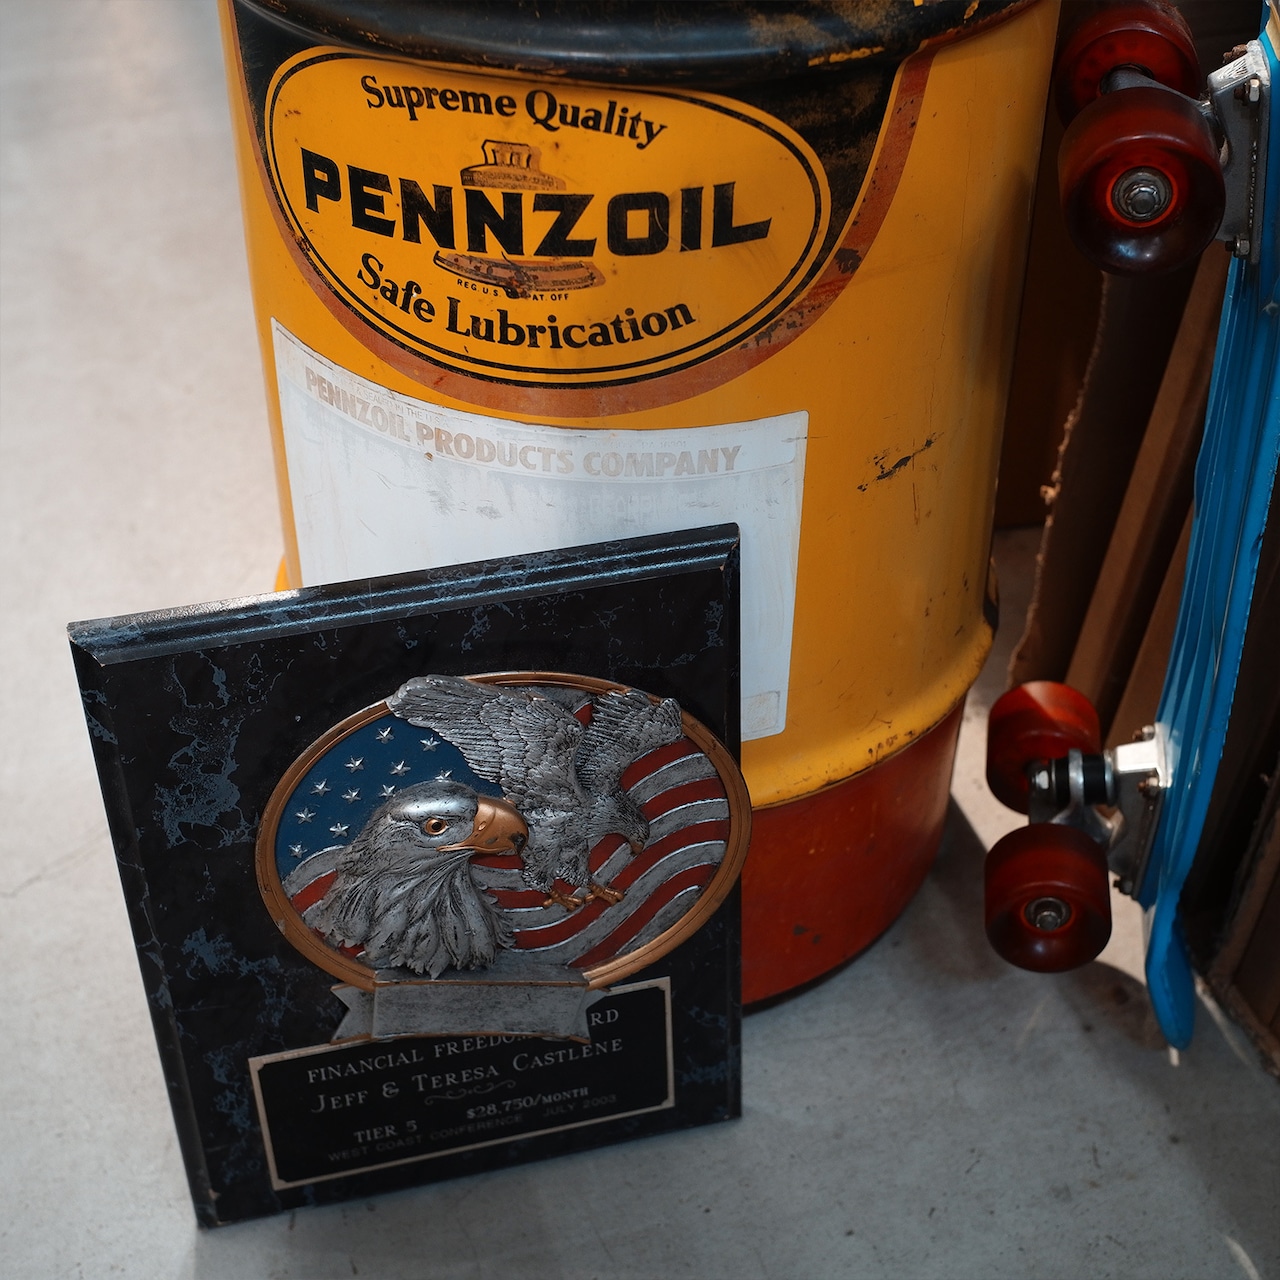 Supreme Quality
PENNZOIL
REG. U.S. PAT. OFF
Safe Lubrication
PENNZOIL PRODUCTS COMPANY
FINANCIAL FREEDOM
JEFF & TERESA CASTLENE
TIER 5 $28,750/MONTH
WEST COAST CONFERENCE JULY 2003